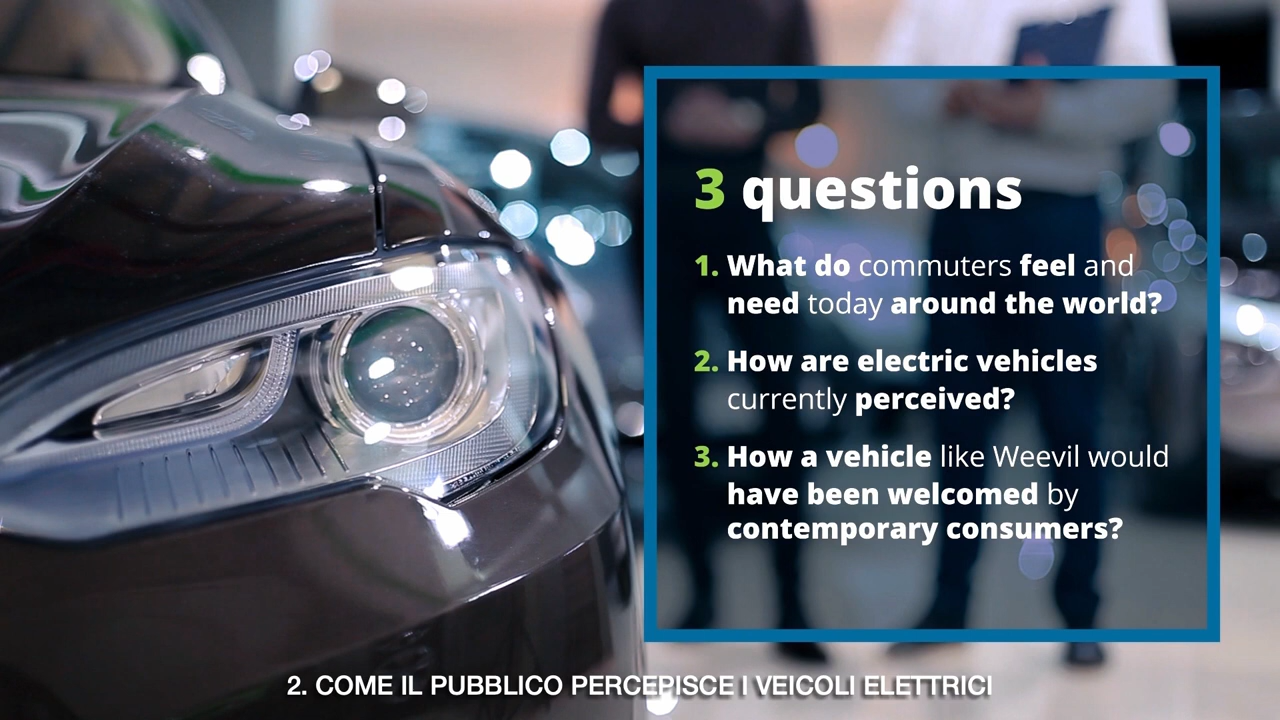 3 questions
1. What do commuters feel and
need today around the world?
2. How are electric vehicles
currently perceived?
3. How a vehicle like Weevil would
have been welcomed by
contemporary consumers?
2. COME IL PUBBLICO PERCEPISCE I VEICOLI ELETTRICI